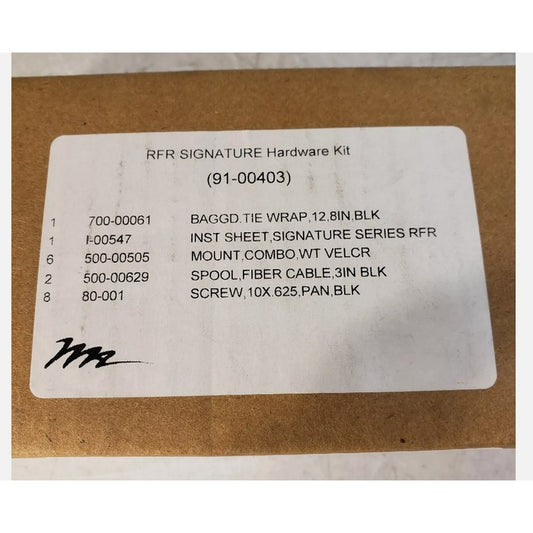 RFR SIGNATURE Hardware Kit
(91-00403)
1 700-00061 BAGGD.TIE WRAP,12,8IN,BLK
1 I-00547 INST SHEET,SIGNATURE SERIES RFR
6 500-00505 MOUNT,COMBO,WT VELCR
2 500-00629 SPOOL,FIBER CABLE,3IN BLK
8 80-001 SCREW,10X.625,PAN,BLK